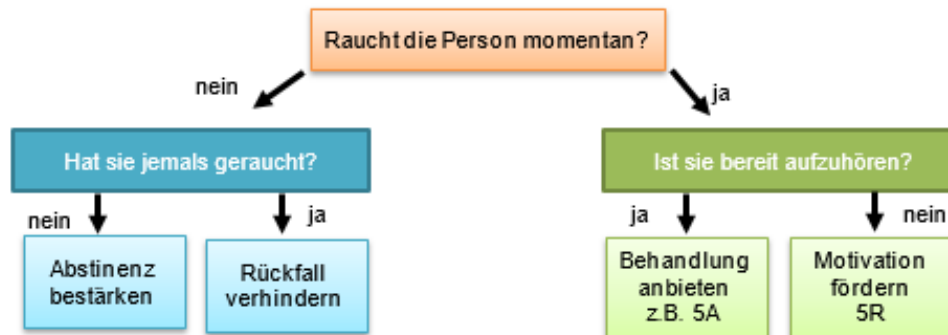 Raucht die Person momentan?
nein
ja
Hat sie jemals geraucht?
Ist sie bereit aufzuhören?
nein
ja
ja
nein
Abstinenz
bestärken
Rückfall
verhindern
Behandlung
anbieten
z.B. 5A
Motivation
fördern
5R